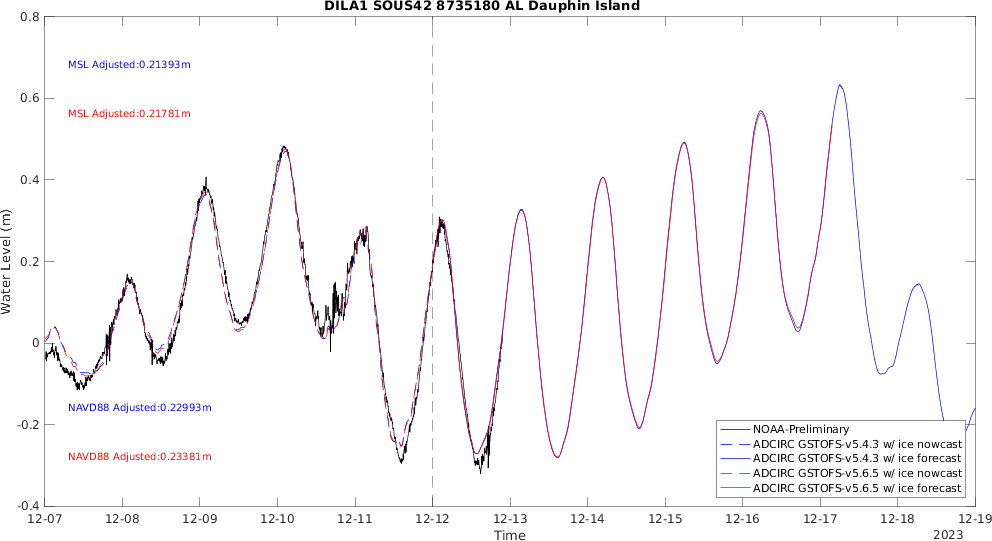 DILA1 SOUS42 8735180 AL Dauphin Island
0.8
MSL Adjusted:0.21393m
0.6
MSL Adjusted:0.21781m
0.4
Water Level (m)
0.2
0
NAVD88 Adjusted:0.22993m
-0.2
NAVD88 Adjusted:0.23381m
-0.4
NOAA-Preliminary
ADCIRC GSTOFS-v5.4.3 w/ ice nowcast
ADCIRC GSTOFS-v5.4.3 w/ ice forecast
ADCIRC GSTOFS-v5.6.5 w/ ice nowcast
ADCIRC GSTOFS-v5.6.5 w/ ice forecast
12-07 12-08 12-09 12-10 12-11 12-12 12-13 12-14 12-15 12-16 12-17 12-18 12-19
Time
2023